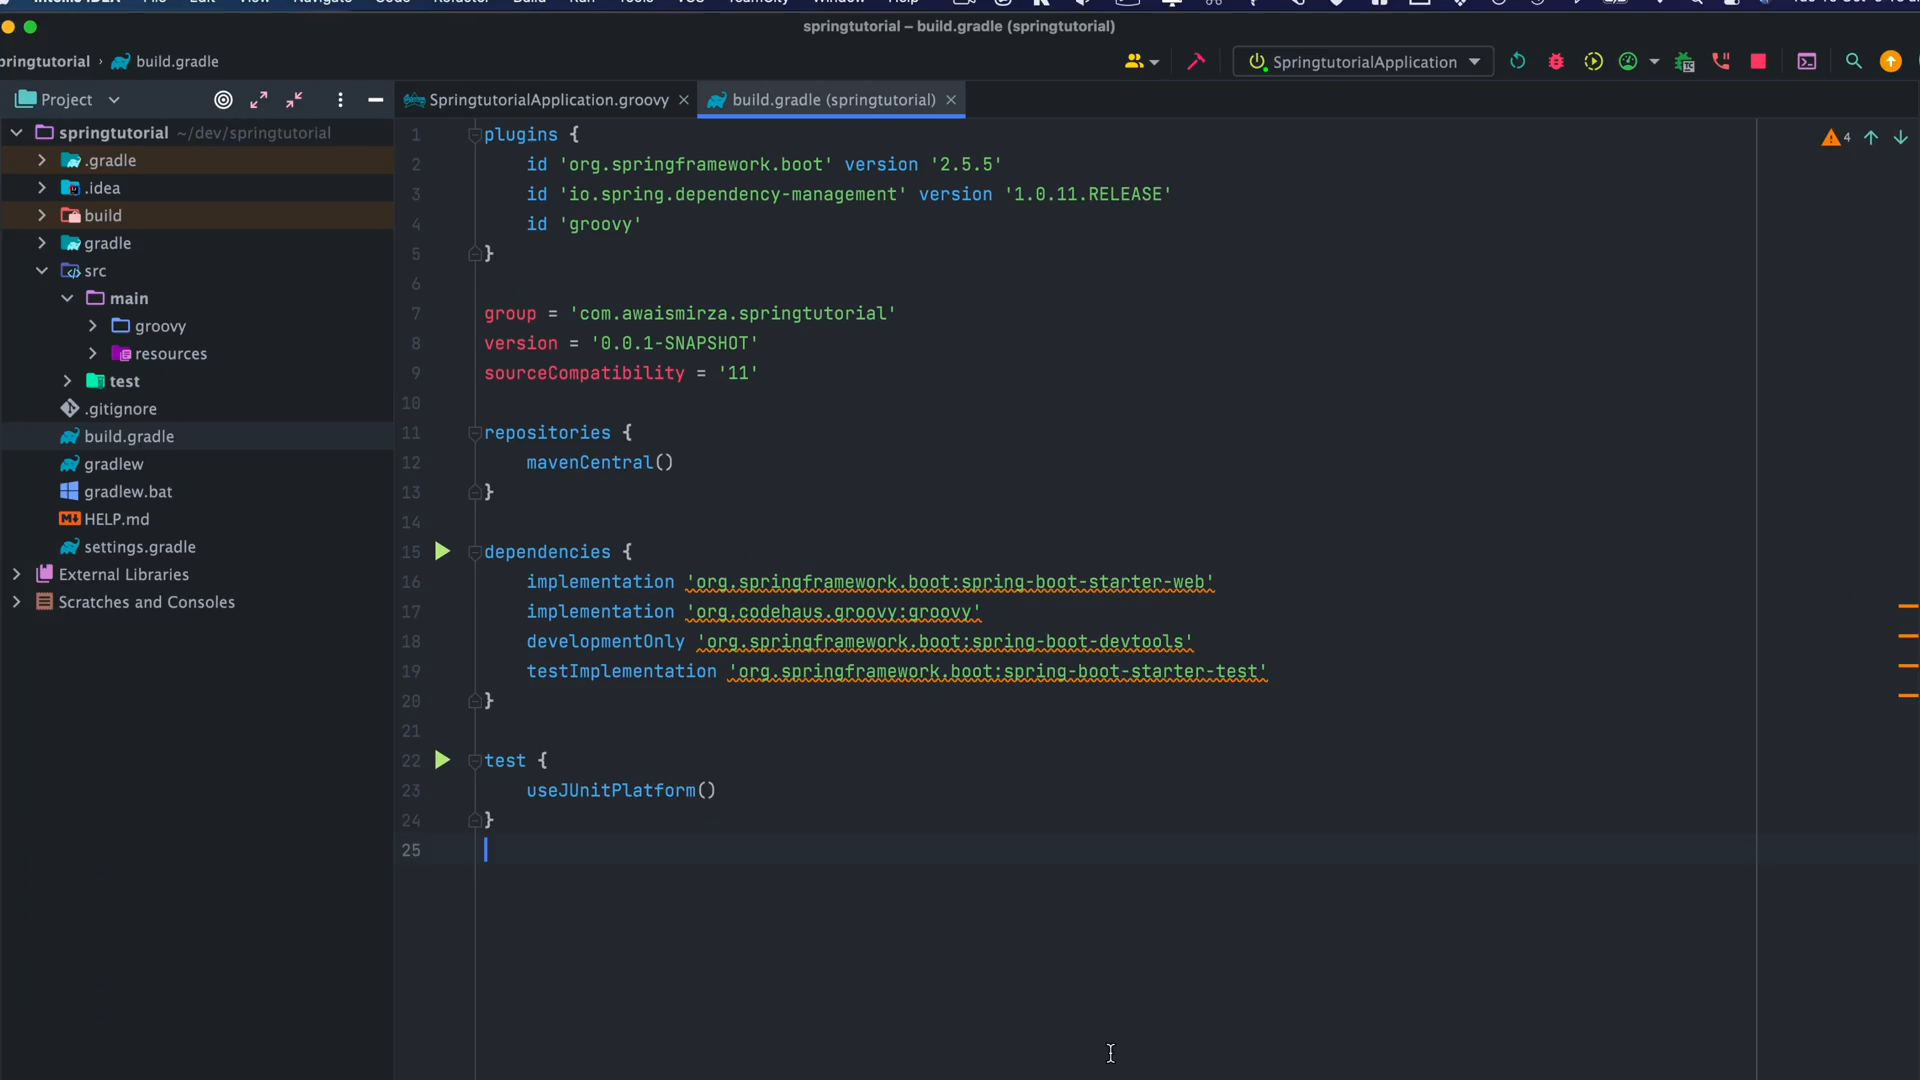 springtutorial – build.gradle (springtutorial)
build.gradle
SpringtutorialApplication
Project
SpringtutorialApplication.groovy
build.gradle (springtutorial)
springtutorial ~/dev/springtutorial
.gradle
.idea
build
gradle
src
main
groovy
resources
test
.gitignore
build.gradle
gradlew
gradlew.bat
HELP.md
settings.gradle
External Libraries
Scratches and Consoles
4
1 plugins {
2 id 'org.springframework.boot' version '2.5.5'
3 id 'io.spring.dependency-management' version '1.0.11.RELEASE'
4 id 'groovy'
5 }
6
7 group = 'com.awaismirza.springtutorial'
8 version = '0.0.1-SNAPSHOT'
9 sourceCompatibility = '11'
10
11 repositories {
12 mavenCentral()
13 }
14
15 dependencies {
16 implementation 'org.springframework.boot:spring-boot-starter-web'
17 implementation 'org.codehaus.groovy:groovy'
18 developmentOnly 'org.springframework.boot:spring-boot-devtools'
19 testImplementation 'org.springframework.boot:spring-boot-starter-test'
20 }
21
22 test {
23 useJUnitPlatform()
24 }
25